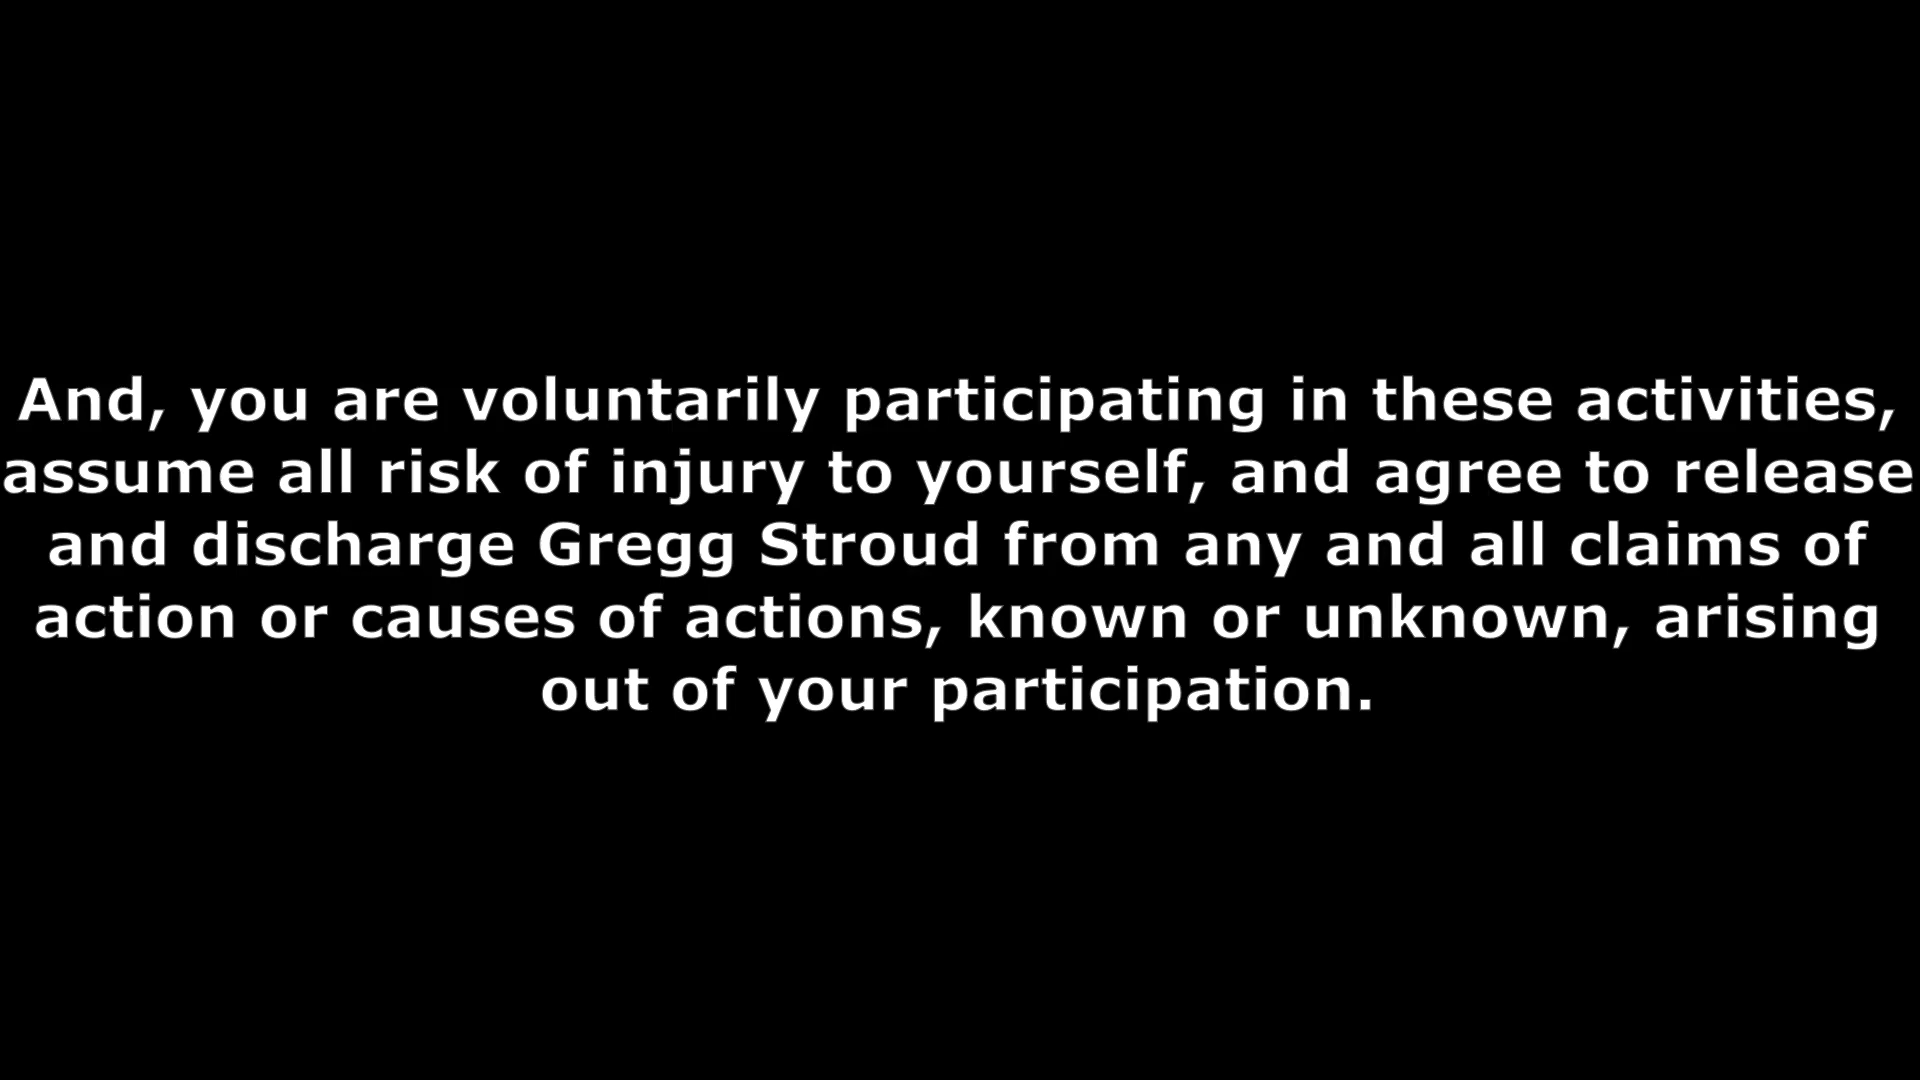 And, you are voluntarily participating in these activities,
assume all risk of injury to yourself, and agree to release
and discharge Gregg Stroud from any and all claims of
action or causes of actions, known or unknown, arising
out of your participation.